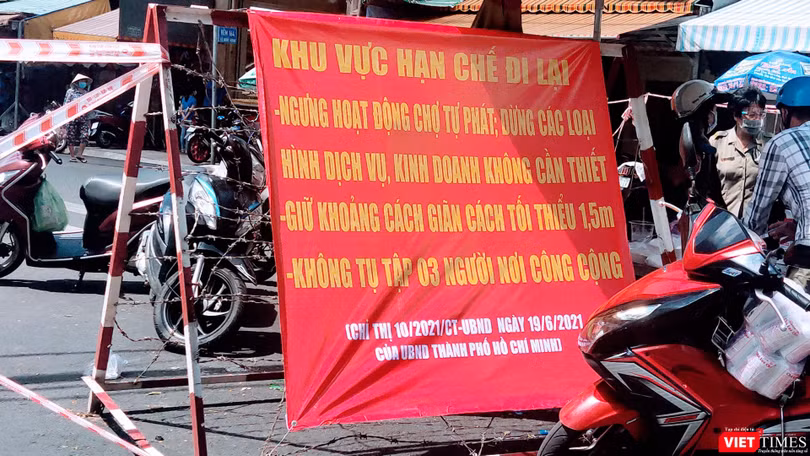 KHU VỰC HẠN CHẾ ĐI LẠI
-NGƯNG HOẠT ĐỘNG CHỢ TỰ PHÁT; DỪNG CÁC LOẠI
HÌNH DỊCH VỤ, KINH DOANH KHÔNG CẦN THIẾT
-GIỮ KHOẢNG CÁCH GIÃN CÁCH TỐI THIỂU 1,5m
-KHÔNG TỤ TẬP 03 NGƯỜI NƠI CÔNG CỘNG
(CHỈ THỊ 10/2021/CT-UBND NGÀY 19/6/2021
CỦA UBND THÀNH PHỐ HỒ CHÍ MINH)
VIETTIMES